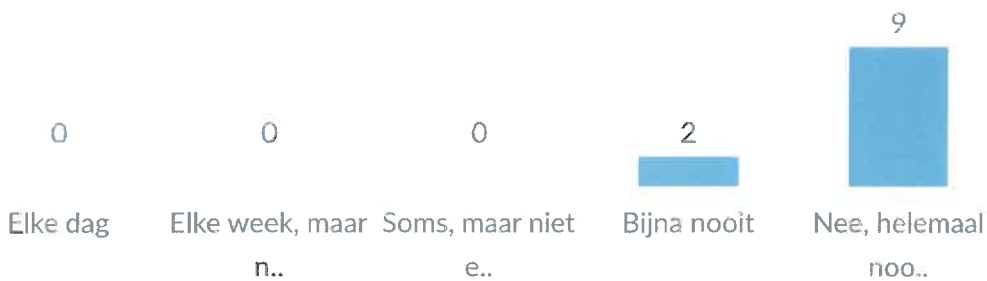 9
0 0 0 2
Elke dag Elke week, maar Soms, maar niet Bijna nooit Nee, helemaal
n.. e.. noo..